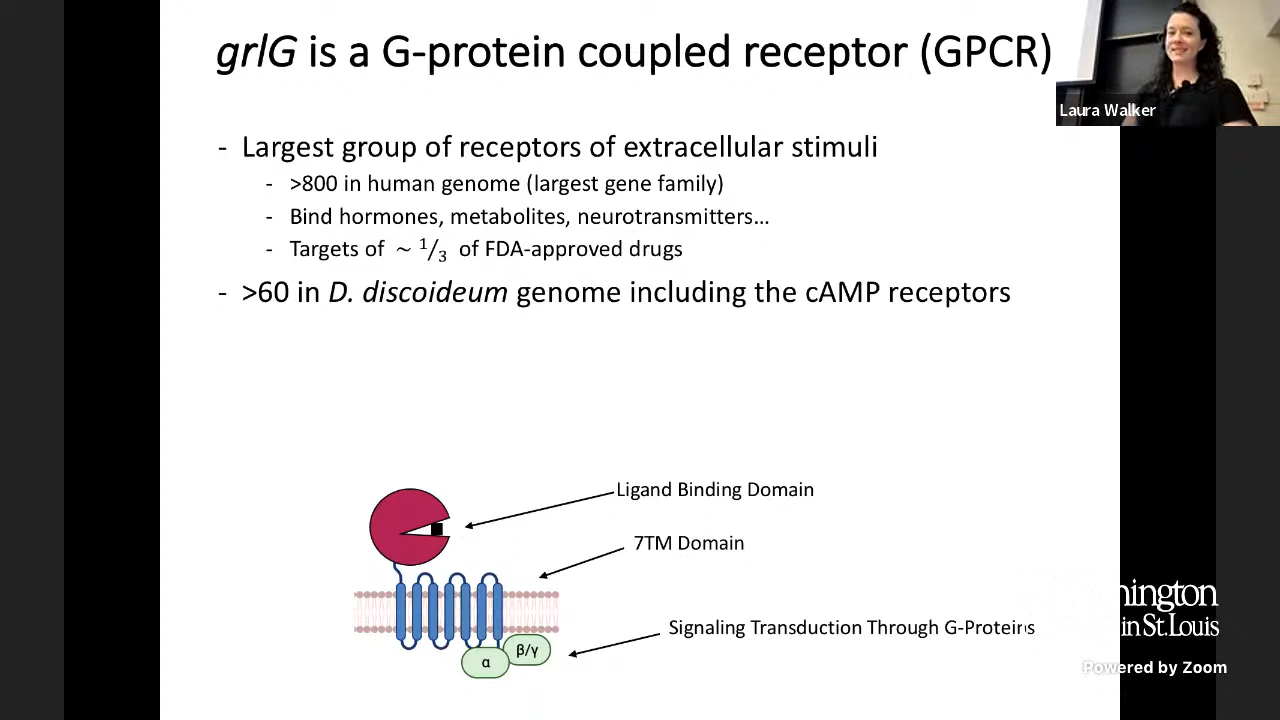 grlG is a G-protein coupled receptor (GPCR)
Laura Walker
- Largest group of receptors of extracellular stimuli
- >800 in human genome (largest gene family)
- Bind hormones, metabolites, neurotransmitters…
- Targets of ~ 1/3 of FDA-approved drugs
- >60 in D. discoideum genome including the cAMP receptors
Ligand Binding Domain
7TM Domain
Signaling Transduction Through G-Proteins
α
β/γ
hington
in St.Louis
Powered by Zoom